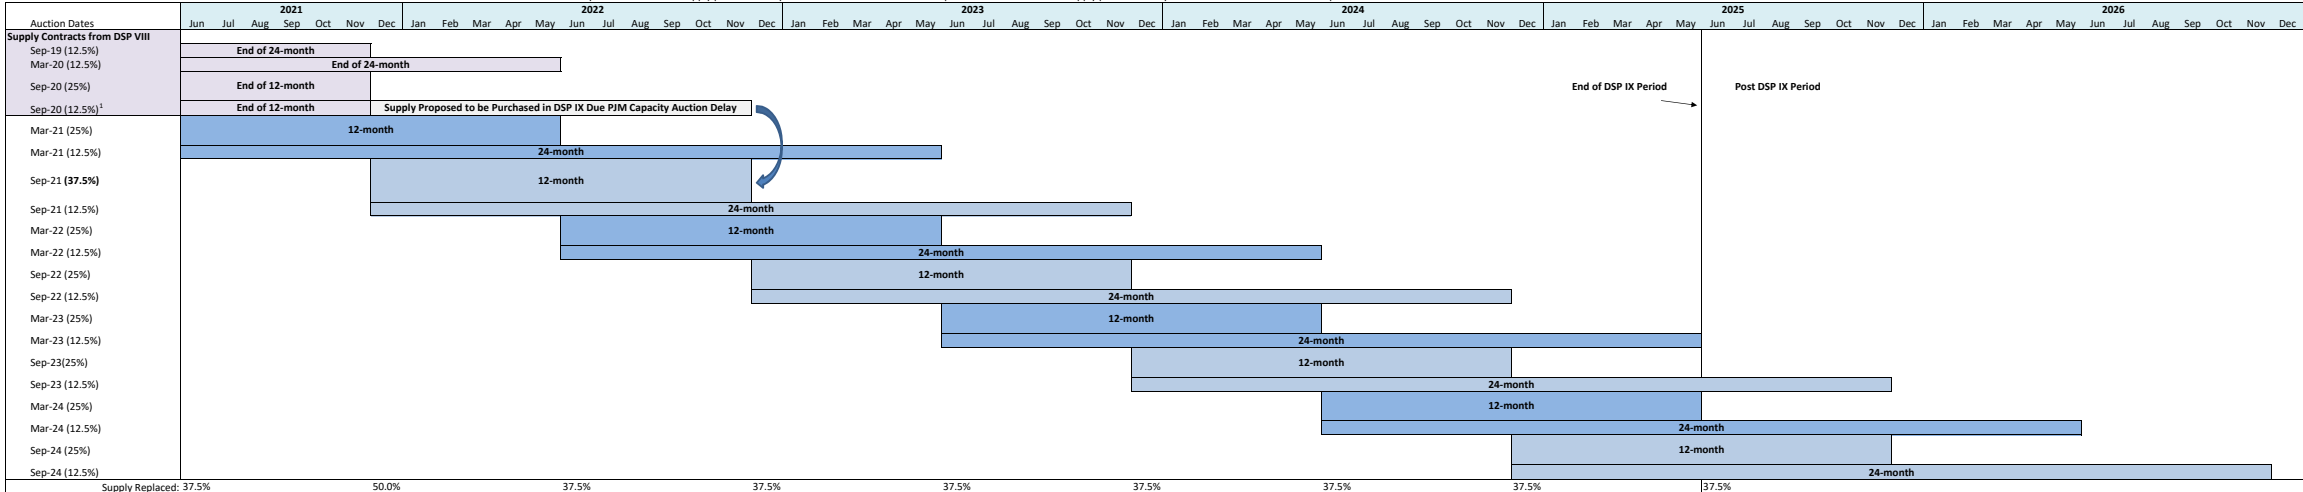 2021 2022 2023 2024 2025 2026
Auction Dates Jun Jul Aug Sep Oct Nov Dec Jan Feb Mar Apr May Jun Jul Aug Sep Oct Nov Dec Jan Feb Mar Apr May Jun Jul Aug Sep Oct Nov Dec Jan Feb Mar Apr May Jun Jul Aug Sep Oct Nov Dec Jan Feb Mar Apr May Jun Jul Aug Sep Oct Nov Dec Jan Feb Mar Apr May Jun Jul Aug Sep Oct Nov Dec
Supply Contracts from DSP VIII
Sep-19 (12.5%) End of 24-month
Mar-20 (12.5%) End of 24-month
Sep-20 (25%) End of 12-month End of DSP IX Period Post DSP IX Period
Sep-20 (12.5%)1 End of 12-month Supply Proposed to be Purchased in DSP IX Due PJM Capacity Auction Delay
Mar-21 (25%) 12-month
Mar-21 (12.5%) 24-month
Sep-21 (37.5%) 12-month
Sep-21 (12.5%) 24-month
Mar-22 (25%) 12-month
Mar-22 (12.5%) 24-month
Sep-22 (25%) 12-month
Sep-22 (12.5%) 24-month
Mar-23 (25%) 12-month
Mar-23 (12.5%) 24-month
Sep-23(25%) 12-month
Sep-23 (12.5%) 24-month
Mar-24 (25%) 12-month
Mar-24 (12.5%) 24-month
Sep-24 (25%) 12-month
Sep-24 (12.5%) 24-month
Supply Replaced: 37.5% 50.0% 37.5% 37.5% 37.5% 37.5% 37.5% 37.5% 37.5%